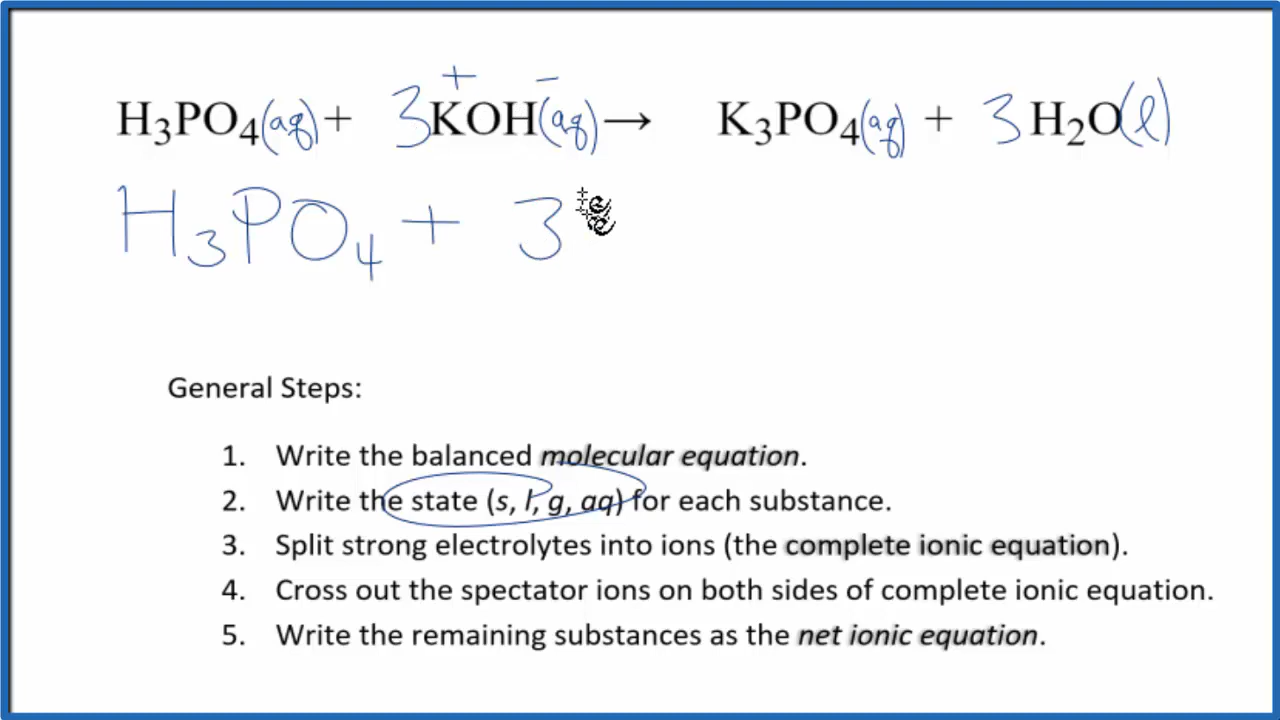 H₃PO₄(aq) + 3KOH(aq) → K₃PO₄(aq) + 3H₂O(l)
+ −
H₃PO₄ + 3
General Steps:
1. Write the balanced molecular equation.
2. Write the state (s, l, g, aq) for each substance.
3. Split strong electrolytes into ions (the complete ionic equation).
4. Cross out the spectator ions on both sides of complete ionic equation.
5. Write the remaining substances as the net ionic equation.